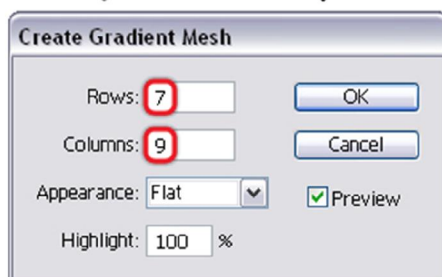 Create Gradient Mesh
Rows: 7 OK
Columns: 9 Cancel
Appearance: Flat Preview
Highlight: 100 %